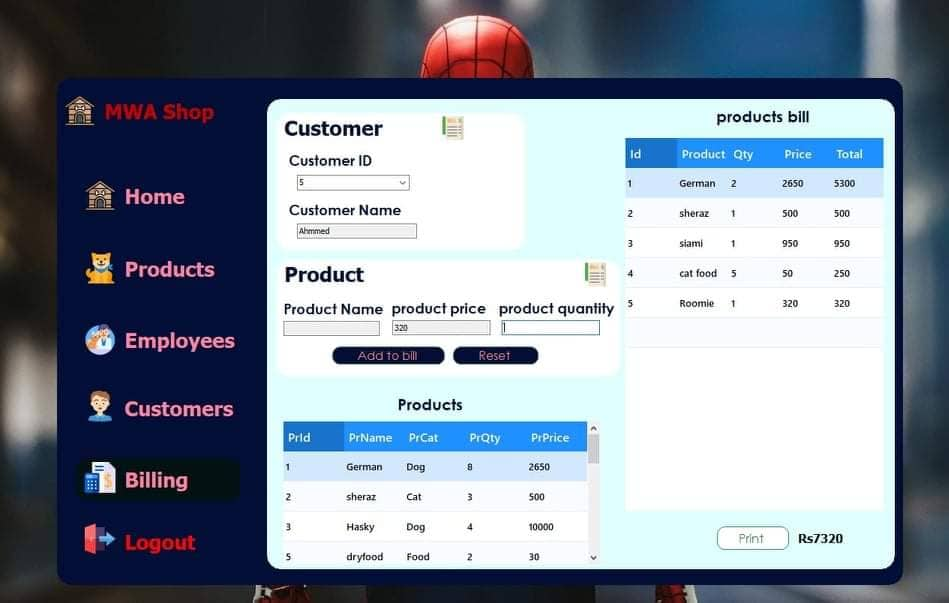 MWA Shop
Home
Products
Employees
Customers
Billing
Logout
Customer
Customer ID
5
Customer Name
Ahmmed
Product
Product Name product price product quantity
320
Add to bill Reset
Products
PrId PrName PrCat PrQty PrPrice
1 German Dog 8 2650
2 sheraz Cat 3 500
3 Hasky Dog 4 10000
5 dryfood Food 2 30
products bill
Id Product Qty Price Total
1 German 2 2650 5300
2 sheraz 1 500 500
3 siami 1 950 950
4 cat food 5 50 250
5 Roomie 1 320 320
Print Rs7320